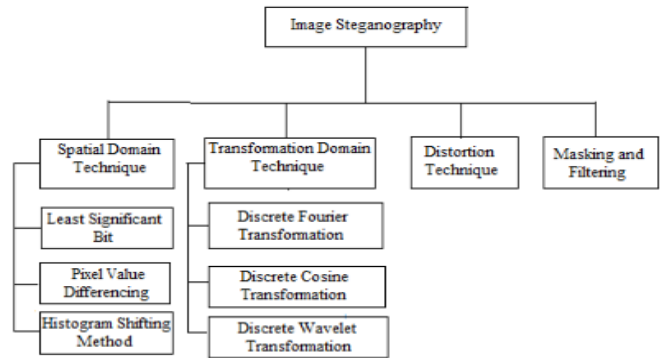 Image Steganography
Spatial Domain
Technique
Transformation Domain
Technique
Distortion
Technique
Masking and
Filtering
Least Significant
Bit
Discrete Fourier
Transformation
Pixel Value
Differencing
Discrete Cosine
Transformation
Histogram Shifting
Method
Discrete Wavelet
Transformation